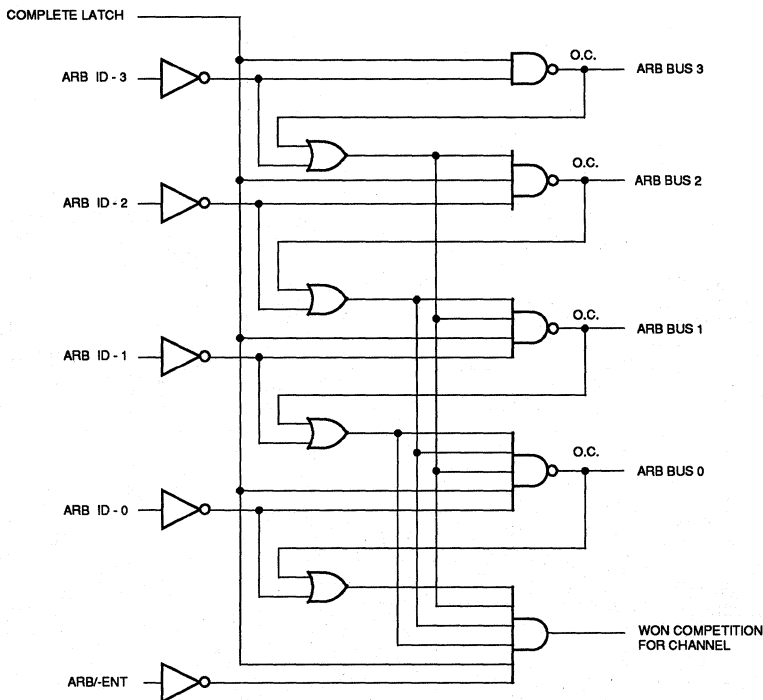 COMPLETE LATCH
O.C.
ARB ID - 3
ARB BUS 3
O.C.
ARB ID - 2
ARB BUS 2
O.C.
ARB BUS 1
ARB ID - 1
O.C.
ARB BUS 0
ARB ID - 0
WON COMPETITION
FOR CHANNEL
ARB/-ENT